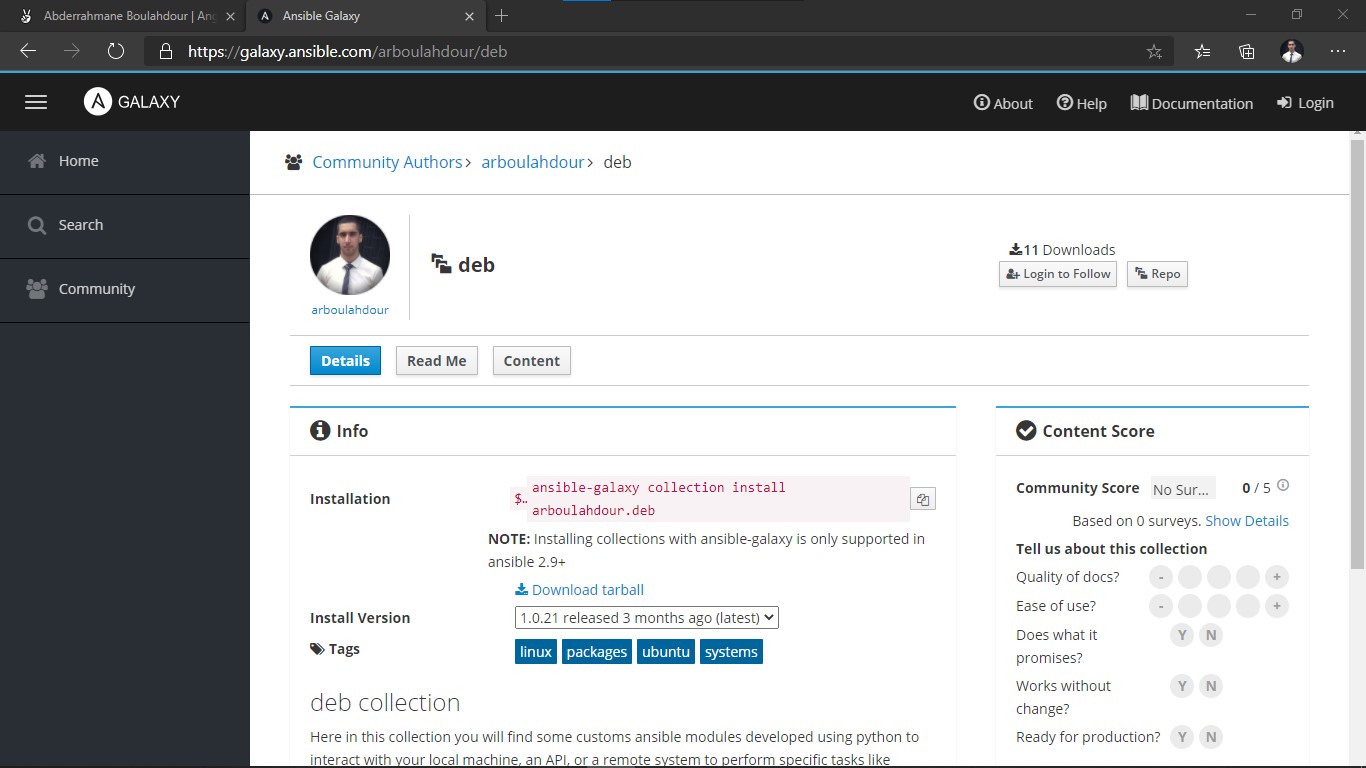 Abderrahmane Boulahdour | Ang
Ansible Galaxy
https://galaxy.ansible.com/arboulahdour/deb
A GALAXY
About
Help
Documentation
Login
Home
Search
Community
Community Authors> arboulahdour> deb
arboulahdour
deb
11 Downloads
Login to Follow
Repo
Details
Read Me
Content
Info
Installation
$.. ansible-galaxy collection install
arboulahdour.deb
NOTE: Installing collections with ansible-galaxy is only supported in
ansible 2.9+
Download tarball
Install Version
1.0.21 released 3 months ago (latest)
Tags
linux packages ubuntu systems
deb collection
Here in this collection you will find some customs ansible modules developed using python to
interact with your local machine, an API, or a remote system to perform specific tasks like
Content Score
Community Score No Sur... 0 / 5
Based on 0 surveys. Show Details
Tell us about this collection
Quality of docs? - +
Ease of use? - +
Does what it
promises?
Y N
Works without
change?
Y N
Ready for production? Y N